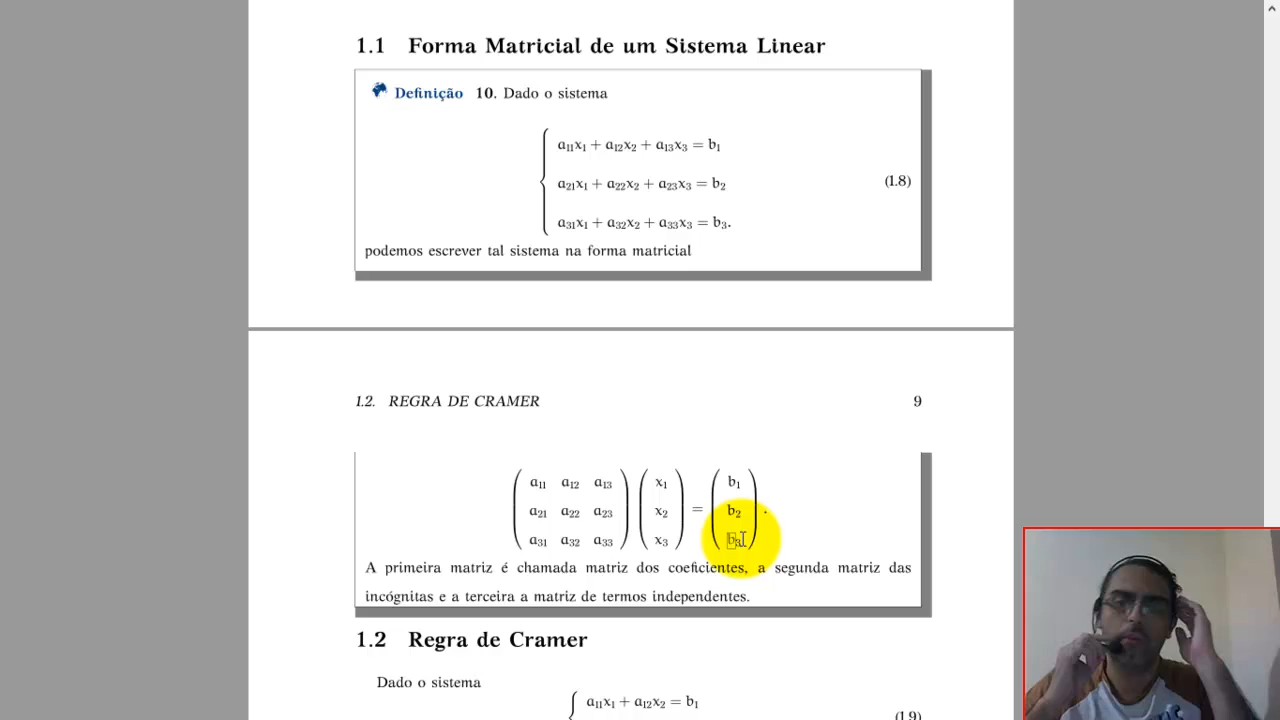 1.1 Forma Matricial de um Sistema Linear
Definição 10. Dado o sistema
a₁₁x₁ + a₁₂x₂ + a₁₃x₃ = b₁
a₂₁x₁ + a₂₂x₂ + a₂₃x₃ = b₂
(1.8)
a₃₁x₁ + a₃₂x₂ + a₃₃x₃ = b₃.
podemos escrever tal sistema na forma matricial
1.2. REGRA DE CRAMER 9
a₁₁ a₁₂ a₁₃ x₁ b₁
a₂₁ a₂₂ a₂₃ x₂ = b₂ .
a₃₁ a₃₂ a₃₃ x₃ b₃
A primeira matriz é chamada matriz dos coeficientes, a segunda matriz das
incógnitas e a terceira a matriz de termos independentes.
1.2 Regra de Cramer
Dado o sistema
a₁₁x₁ + a₁₂x₂ = b₁
(1.9)